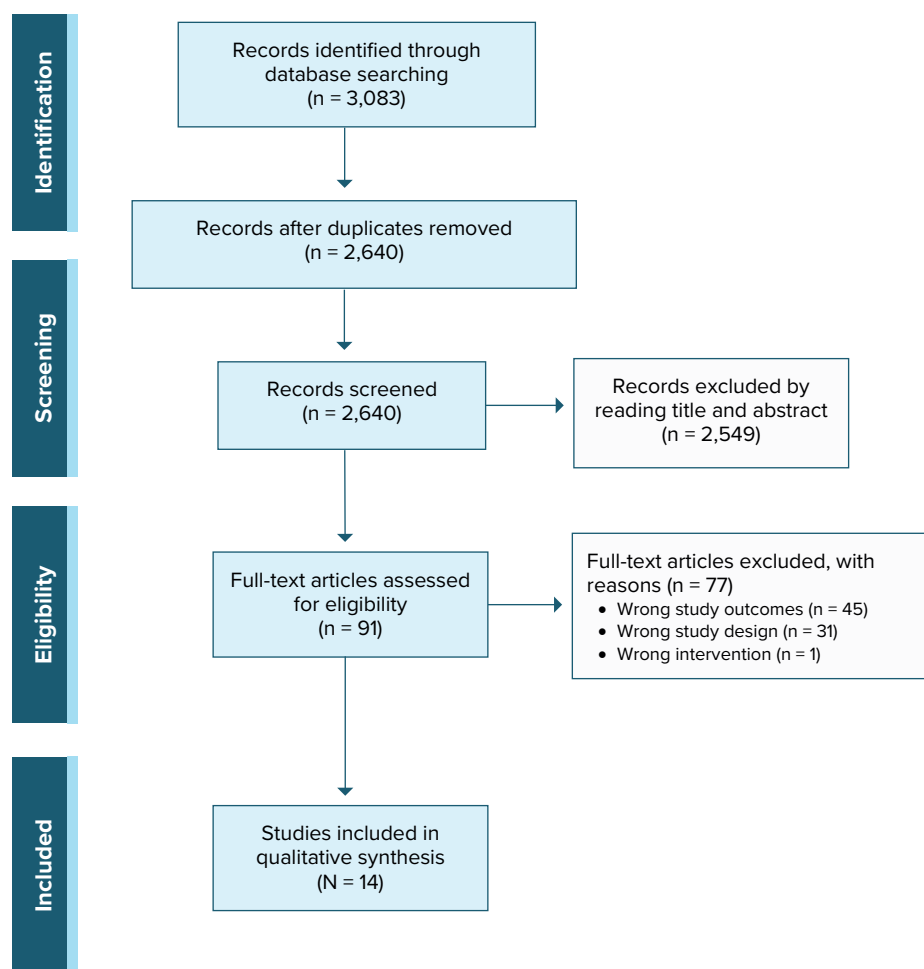 Identification
Records identified through
database searching
(n = 3,083)
Records after duplicates removed
(n = 2,640)
Screening
Records screened
(n = 2,640)
Records excluded by
reading title and abstract
(n = 2,549)
Eligibility
Full-text articles assessed
for eligibility
(n = 91)
Full-text articles excluded, with
reasons (n = 77)
• Wrong study outcomes (n = 45)
• Wrong study design (n = 31)
• Wrong intervention (n = 1)
Included
Studies included in
qualitative synthesis
(N = 14)